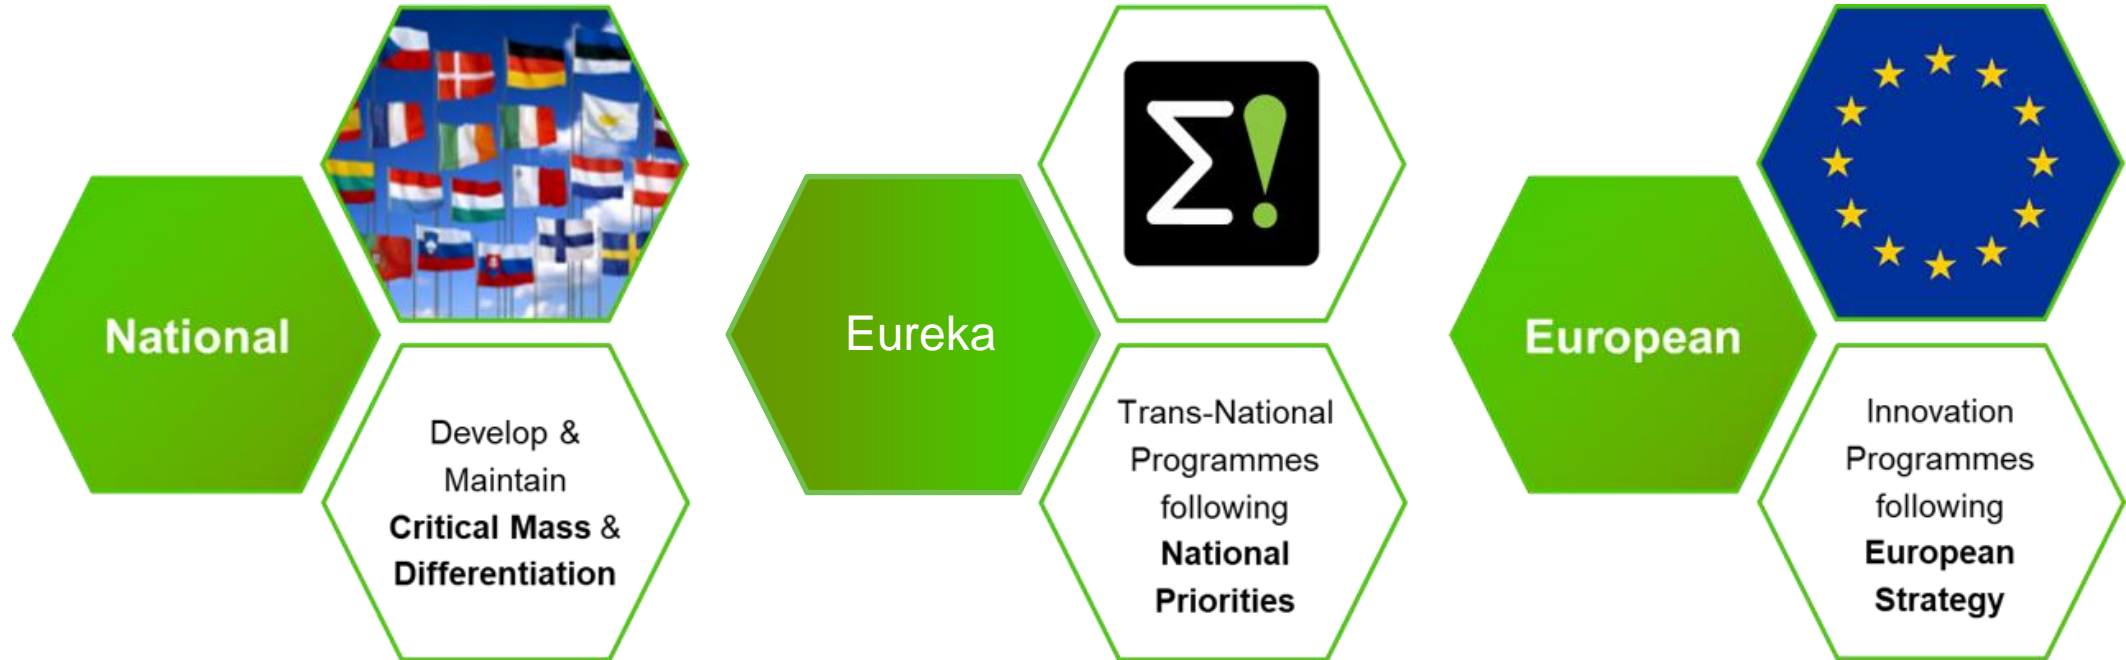 National
Develop &
Maintain
Critical Mass &
Differentiation
Σ!
Eureka
Trans-National
Programmes
following
National
Priorities
European
Innovation
Programmes
following
European
Strategy